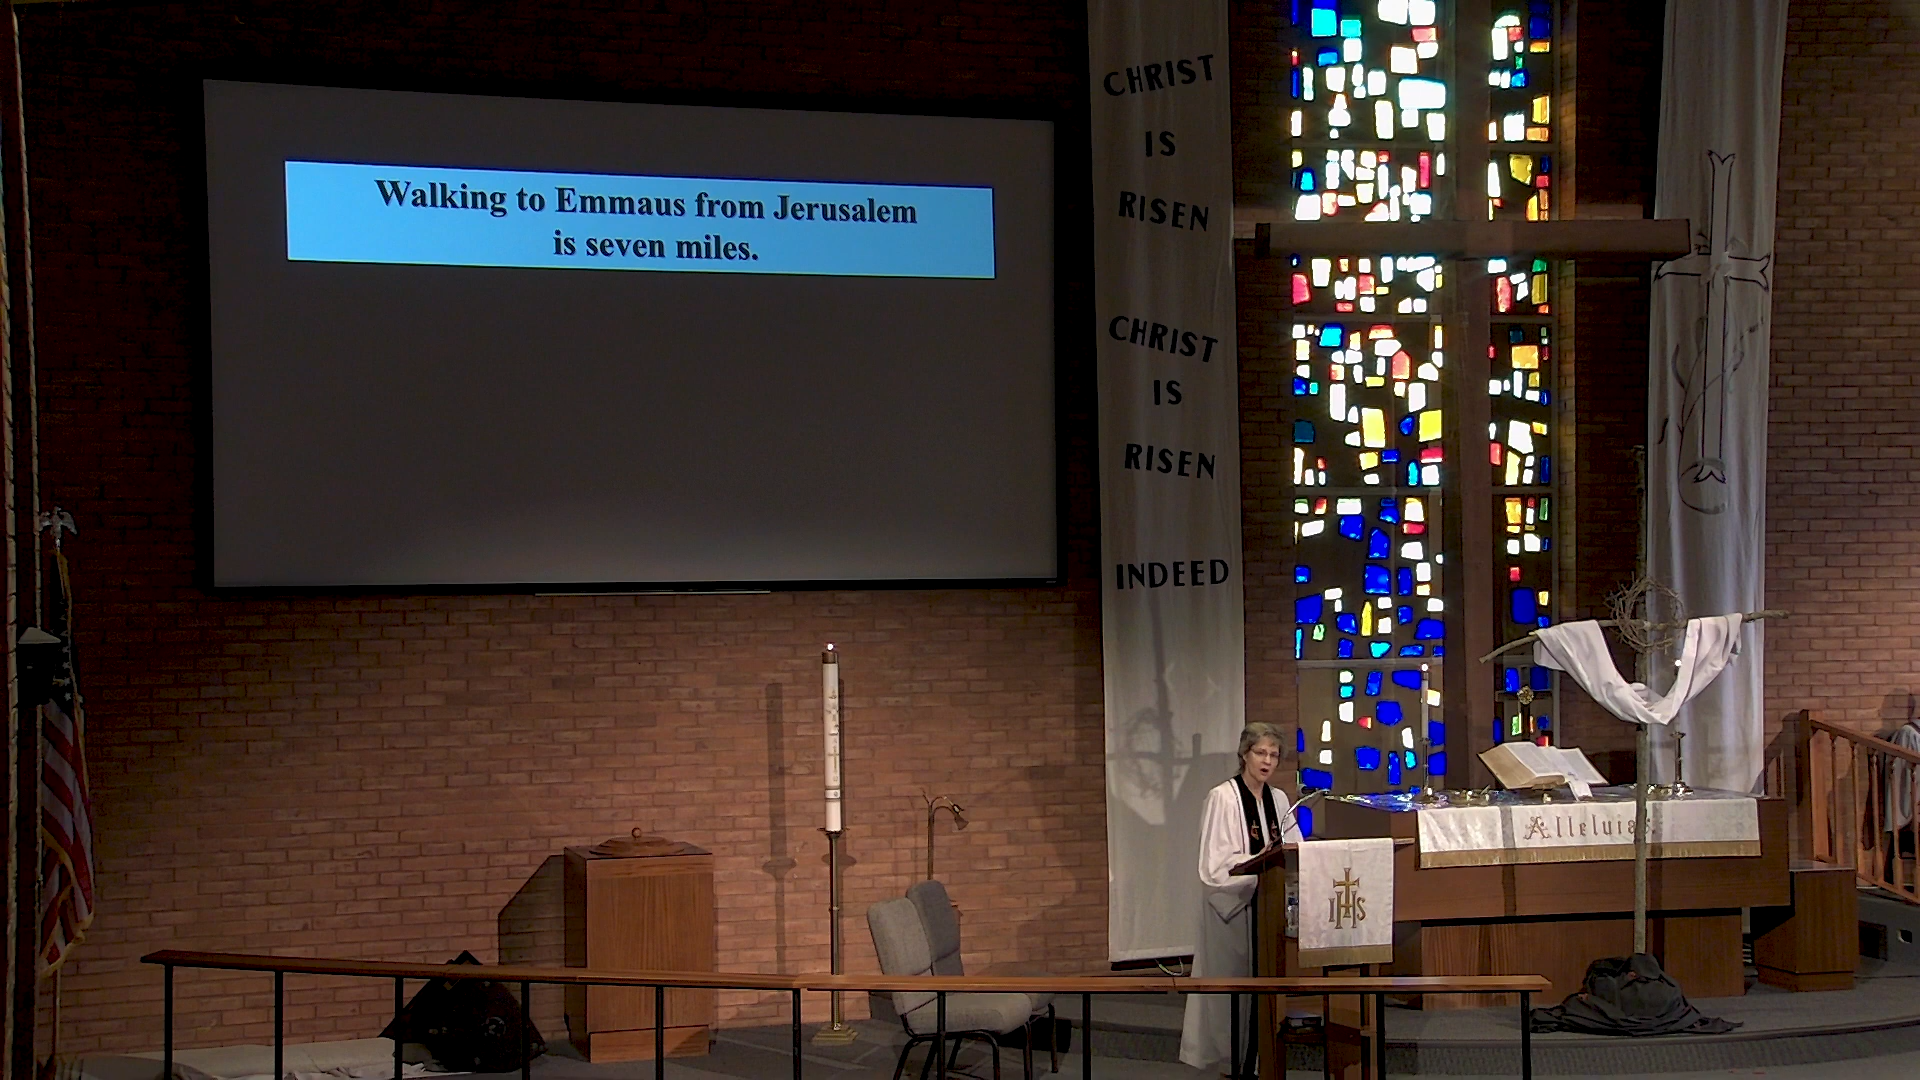 Walking to Emmaus from Jerusalem
is seven miles.
CHRIST
IS
RISEN
CHRIST
IS
RISEN
INDEED
Alleluia
IHS